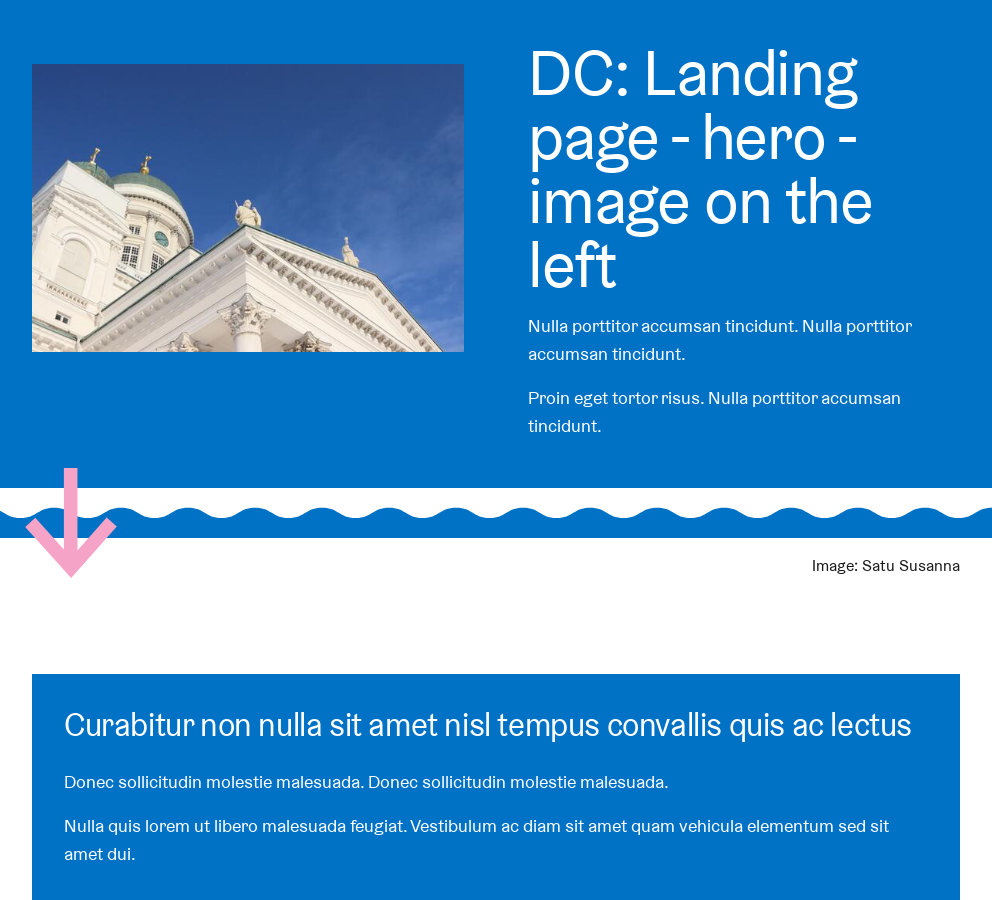 DC: Landing
page - hero -
image on the
left
Nulla porttitor accumsan tincidunt. Nulla porttitor
accumsan tincidunt.
Proin eget tortor risus. Nulla porttitor accumsan
tincidunt.
Image: Satu Susanna
Curabitur non nulla sit amet nisl tempus convallis quis ac lectus
Donec sollicitudin molestie malesuada. Donec sollicitudin molestie malesuada.
Nulla quis lorem ut libero malesuada feugiat. Vestibulum ac diam sit amet quam vehicula elementum sed sit
amet dui.